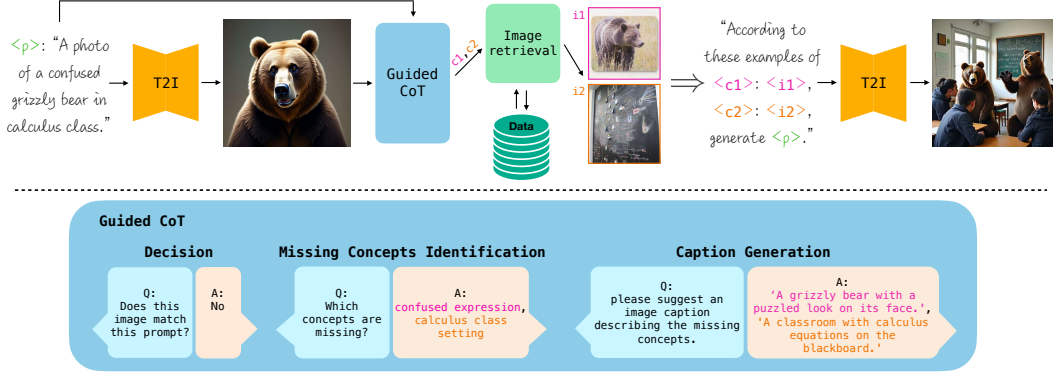 <p>: “A photo
of a confused
grizzly bear in
calculus class.“
T2I
Guided
CoT
c1,c2
Image
retrieval
Data
i1
i2
“According to
these examples of
<c1>: <i1>,
<c2>: <i2>,
generate <p>.”
T2I
Guided CoT
Decision
Q:
Does this
image match
this prompt?
A:
No
Missing Concepts Identification
Q:
Which
concepts are
missing?
A:
confused expression,
calculus class
setting
Caption Generation
Q:
please suggest an
image caption
describing the missing
concepts.
A:
‘A grizzly bear with a
puzzled look on its face.’,
'A classroom with calculus
equations on the
blackboard.'